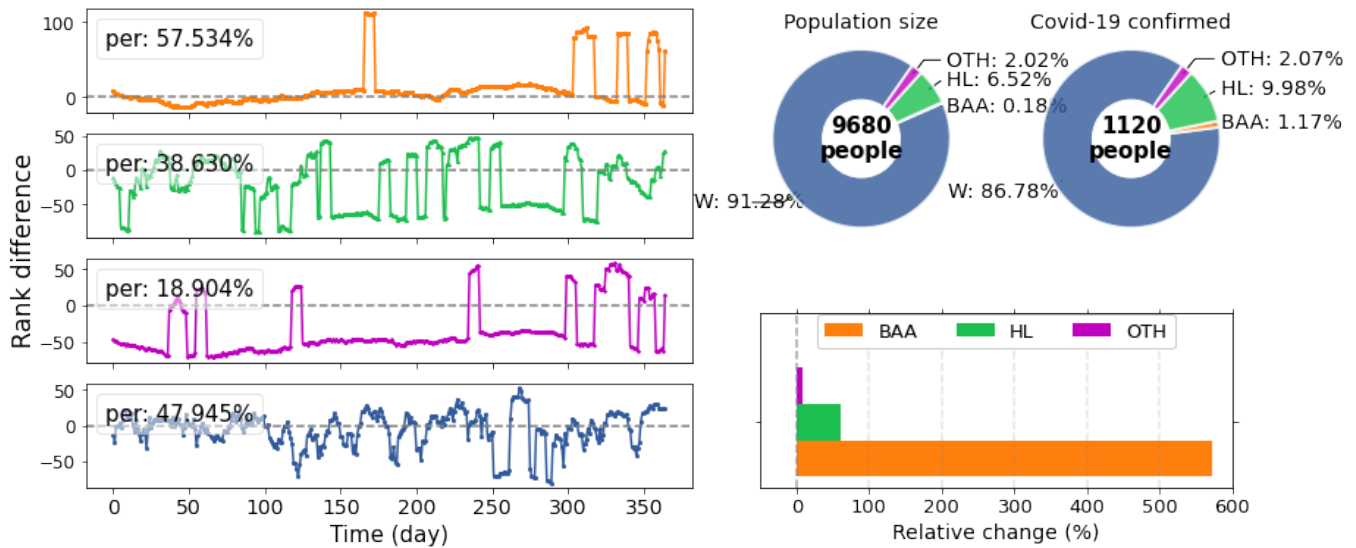 Rank difference
100
0
per: 57.534%
50
0
−50
per: 38.630%
50
0
−50
per: 18.904%
50
0
−50
per: 47.945%
0 50 100 150 200 250 300 350
Time (day)
Population size
OTH: 2.02%
HL: 6.52%
BAA: 0.18%
W: 91.28%
9680
people
Covid-19 confirmed
OTH: 2.07%
HL: 9.98%
BAA: 1.17%
W: 86.78%
1120
people
BAA HL OTH
0 100 200 300 400 500 600
Relative change (%)